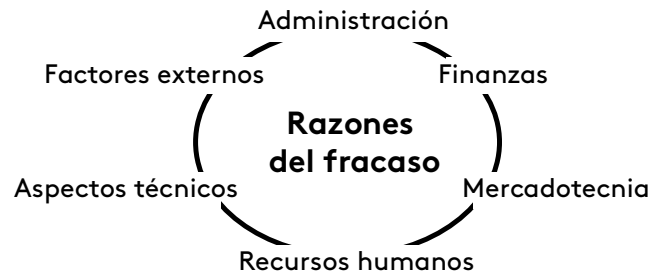 Administración
Factores externos
Finanzas
Razones
del fracaso
Aspectos técnicos
Mercadotecnia
Recursos humanos